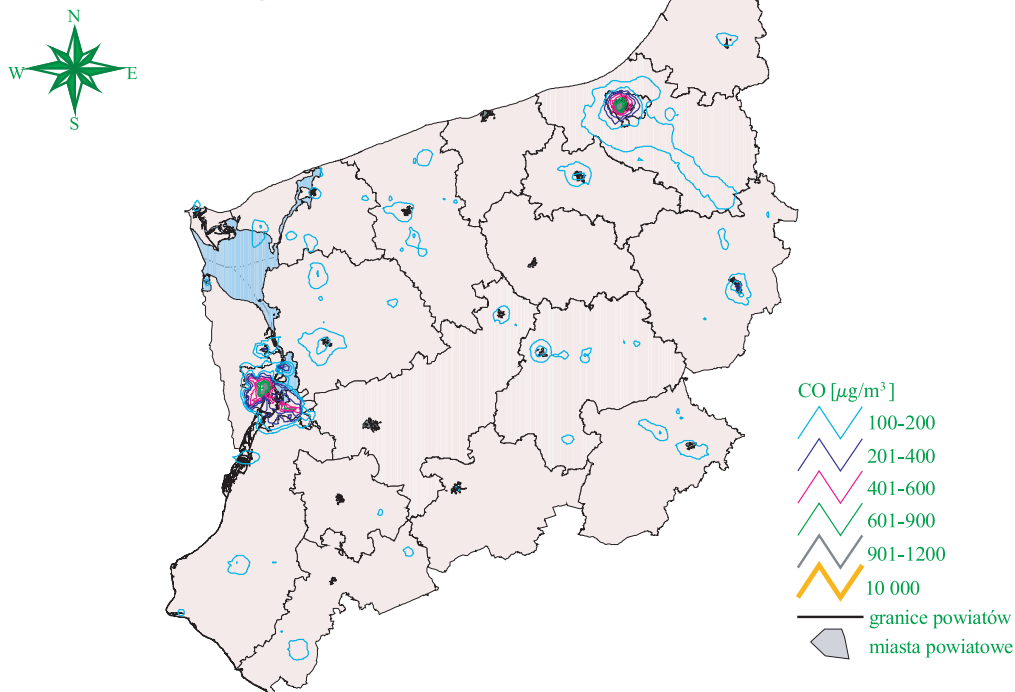 N
W E
S
CO [µg/m³]
100-200
201-400
401-600
601-900
901-1200
10 000
granice powiatów
miasta powiatowe